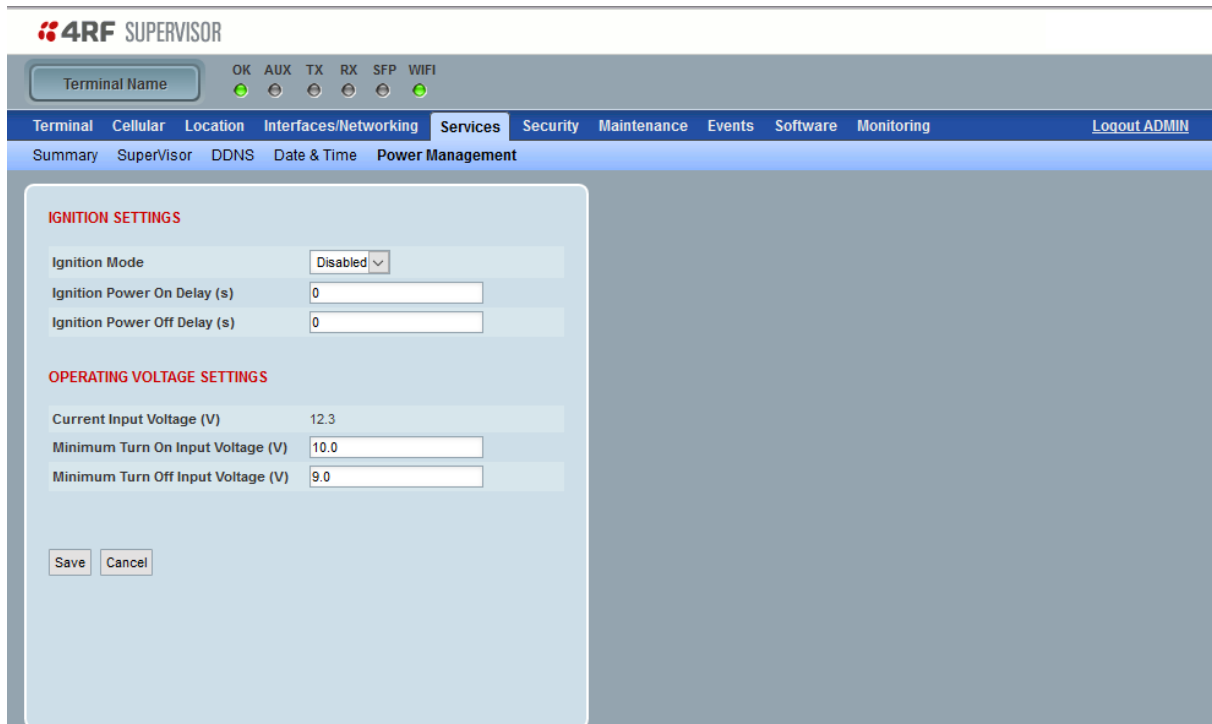 4RF SUPERVISOR
Terminal Name
OK AUX TX RX SFP WIFI
Terminal Cellular Location Interfaces/Networking Services Security Maintenance Events Software Monitoring Logout ADMIN
Summary SuperVisor DDNS Date & Time Power Management
IGNITION SETTINGS
Ignition Mode Disabled
Ignition Power On Delay (s) 0
Ignition Power Off Delay (s) 0
OPERATING VOLTAGE SETTINGS
Current Input Voltage (V) 12.3
Minimum Turn On Input Voltage (V) 10.0
Minimum Turn Off Input Voltage (V) 9.0
Save Cancel